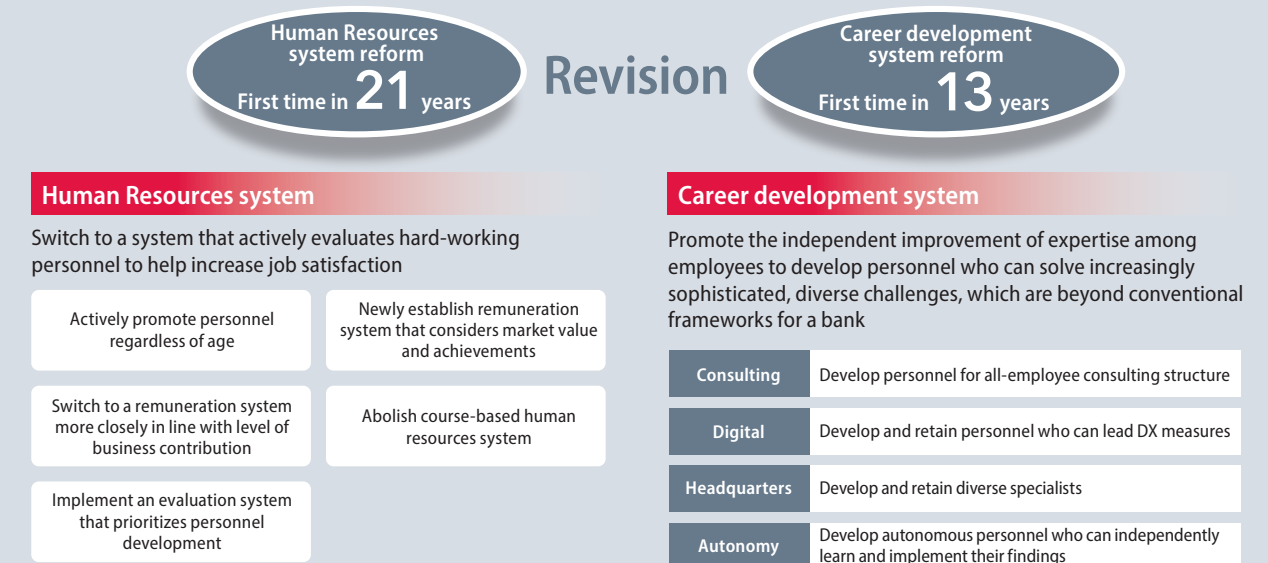 Human Resources
system reform
First time in 21 years
Revision
Career development
system reform
First time in 13 years
Human Resources system
Switch to a system that actively evaluates hard-working
personnel to help increase job satisfaction
Actively promote personnel
regardless of age
Newly establish remuneration
system that considers market value
and achievements
Switch to a remuneration system
more closely in line with level of
business contribution
Abolish course-based human
resources system
Implement an evaluation system
that prioritizes personnel
development
Career development system
Promote the independent improvement of expertise among
employees to develop personnel who can solve increasingly
sophisticated, diverse challenges, which are beyond conventional
frameworks for a bank
Consulting
Develop personnel for all-employee consulting structure
Digital
Develop and retain personnel who can lead DX measures
Headquarters
Develop and retain diverse specialists
Autonomy
Develop autonomous personnel who can independently
learn and implement their findings